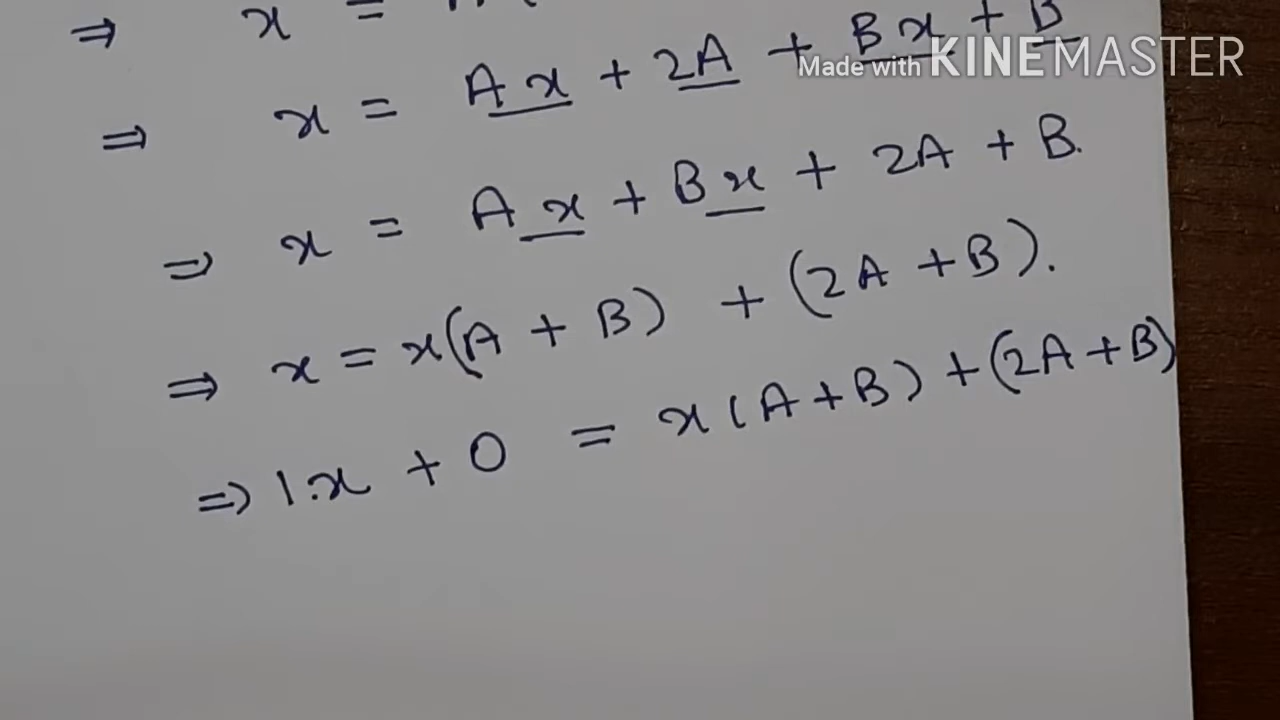 ⇒ x =
⇒ x = Ax + 2A + Bx + B
Made with KINEMASTER
⇒ x = Ax + Bx + 2A + B.
⇒ x = x(A + B) + (2A + B).
⇒ 1.x + 0 = x(A+B) + (2A+B)